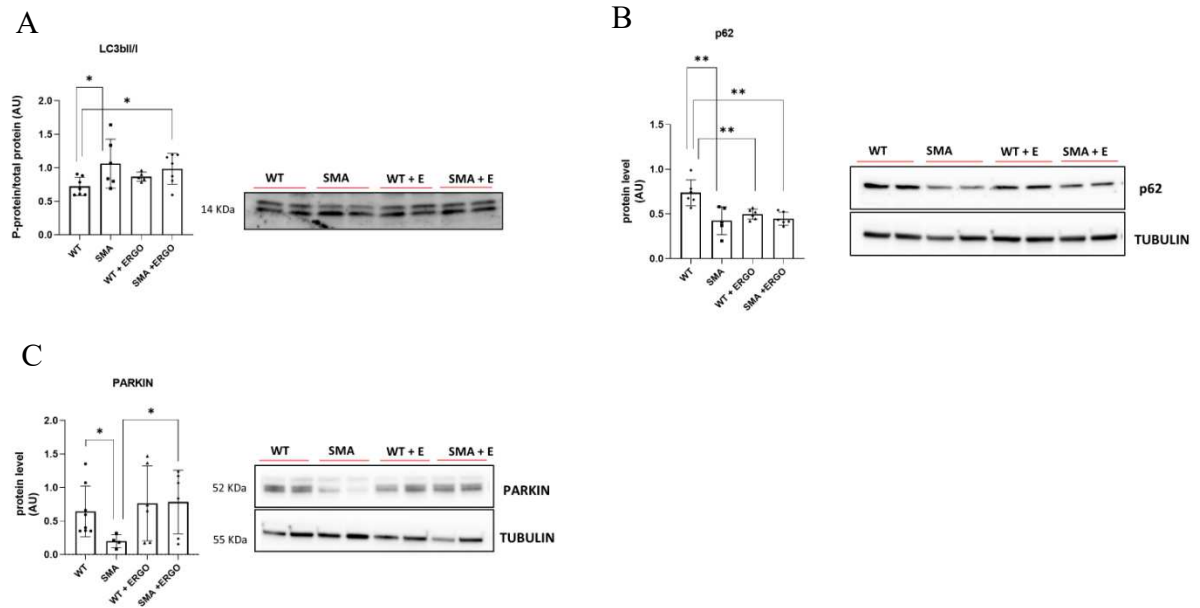 A
LC3bII/I
P-protein/total protein (AU)
*
*
2.0
1.5
1.0
0.5
0.0
WT
SMA
WT + ERGO
SMA +ERGO
WT SMA WT + E SMA + E
14 KDa
B
p62
protein level
(AU)
**
**
**
1.5
1.0
0.5
0.0
WT
SMA
WT + ERGO
SMA +ERGO
WT SMA WT + E SMA + E
p62
TUBULIN
C
PARKIN
protein level
(AU)
*
*
2.0
1.5
1.0
0.5
0.0
WT
SMA
WT + ERGO
SMA +ERGO
WT SMA WT + E SMA + E
52 KDa PARKIN
55 KDa TUBULIN